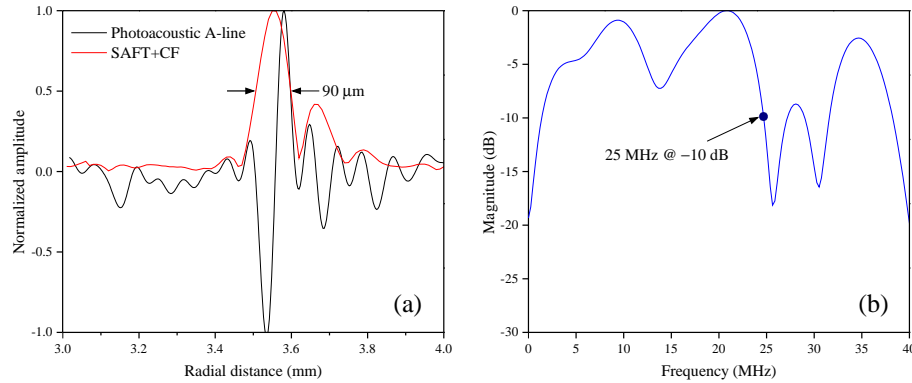 1.0
0.5
0.0
-0.5
-1.0
Normalized amplitude
3.0 3.2 3.4 3.6 3.8 4.0
Radial distance (mm)
Photoacoustic A-line
SAFT+CF
90 μm
(a)
0
-5
-10
-15
-20
-25
-30
Magnitude (dB)
0 5 10 15 20 25 30 35 40
Frequency (MHz)
25 MHz @ −10 dB
(b)